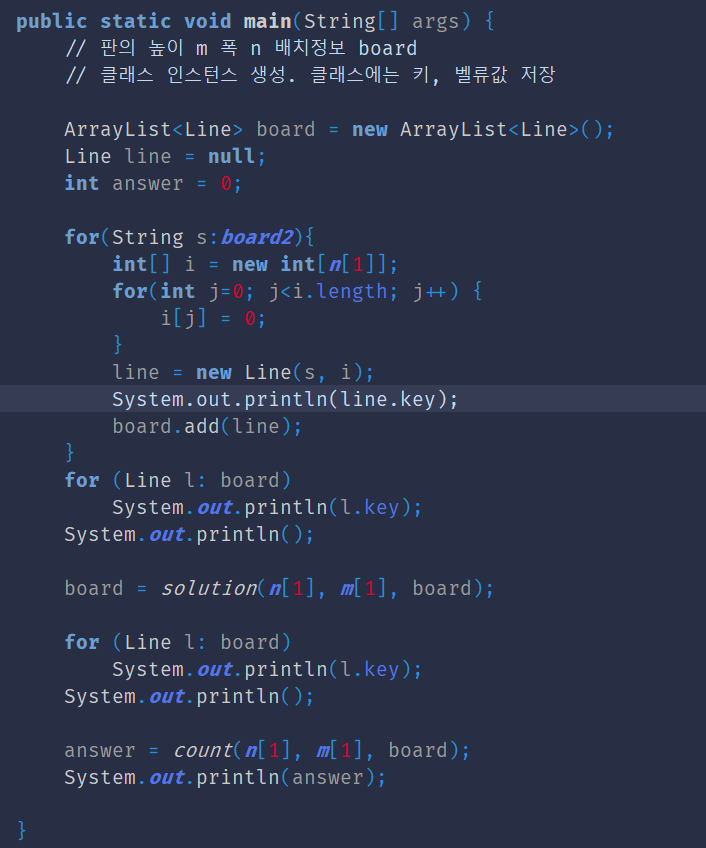 public static void main(String[] args) {
// 판의 높이 m 폭 n 배치정보 board
// 클래스 인스턴스 생성. 클래스에는 키, 벨류값 저장
ArrayList<Line> board = new ArrayList<Line>();
Line line = null;
int answer = 0;
for(String s:board2){
int[] i = new int[n[1]];
for(int j=0; j<i.length; j++) {
i[j] = 0;
}
line = new Line(s, i);
System.out.println(line.key);
board.add(line);
}
for (Line l: board)
System.out.println(l.key);
System.out.println();
board = solution(n[1], m[1], board);
for (Line l: board)
System.out.println(l.key);
System.out.println();
answer = count(n[1], m[1], board);
System.out.println(answer);
}